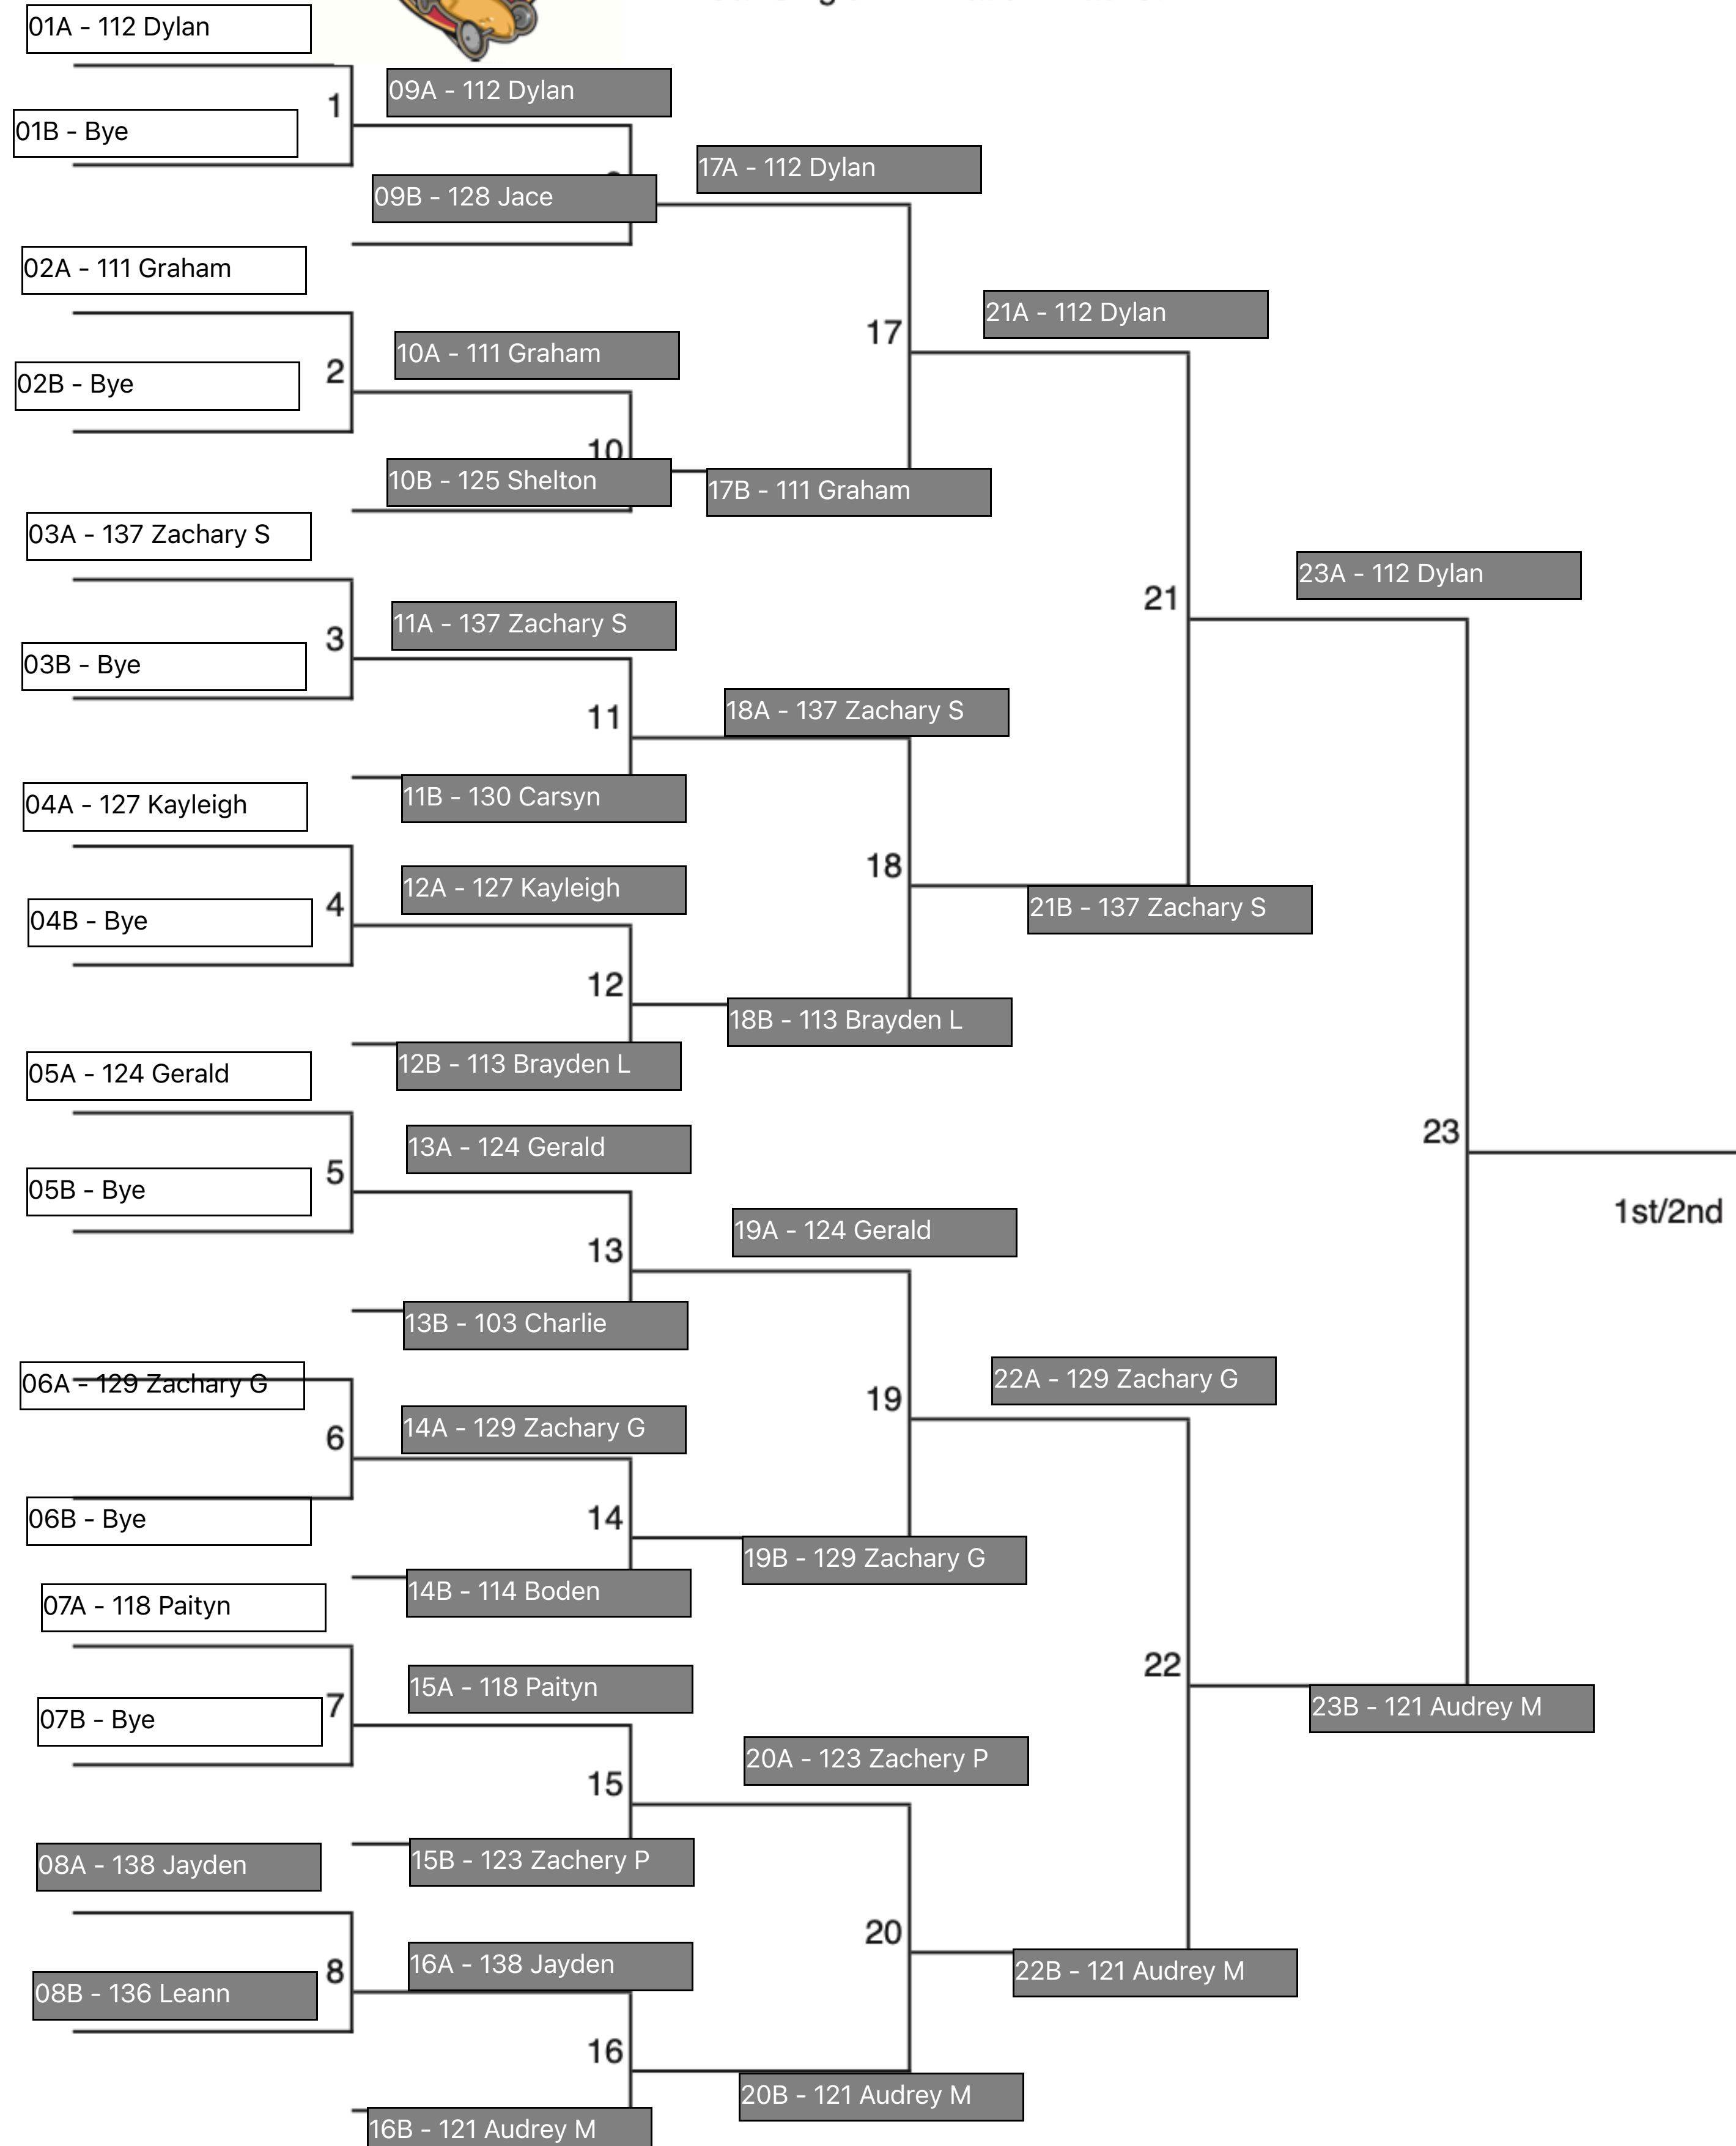 01A - 112 Dylan
1
01B - Bye
09A - 112 Dylan
09B - 128 Jace
17A - 112 Dylan
02A - 111 Graham
2
02B - Bye
10A - 111 Graham
10
10B - 125 Shelton
17
17B - 111 Graham
21A - 112 Dylan
03A - 137 Zachary S
3
03B - Bye
11A - 137 Zachary S
11
11B - 130 Carsyn
18A - 137 Zachary S
21
23A - 112 Dylan
04A - 127 Kayleigh
4
04B - Bye
12A - 127 Kayleigh
12
12B - 113 Brayden L
18
18B - 113 Brayden L
21B - 137 Zachary S
05A - 124 Gerald
5
05B - Bye
13A - 124 Gerald
13
13B - 103 Charlie
19A - 124 Gerald
23
1st/2nd
06A - 129 Zachary G
6
06B - Bye
14A - 129 Zachary G
14
14B - 114 Boden
19
19B - 129 Zachary G
22A - 129 Zachary G
07A - 118 Paityn
7
07B - Bye
15A - 118 Paityn
15
15B - 123 Zachery P
20A - 123 Zachery P
22
23B - 121 Audrey M
08A - 138 Jayden
8
08B - 136 Leann
16A - 138 Jayden
16
16B - 121 Audrey M
20
20B - 121 Audrey M
22B - 121 Audrey M